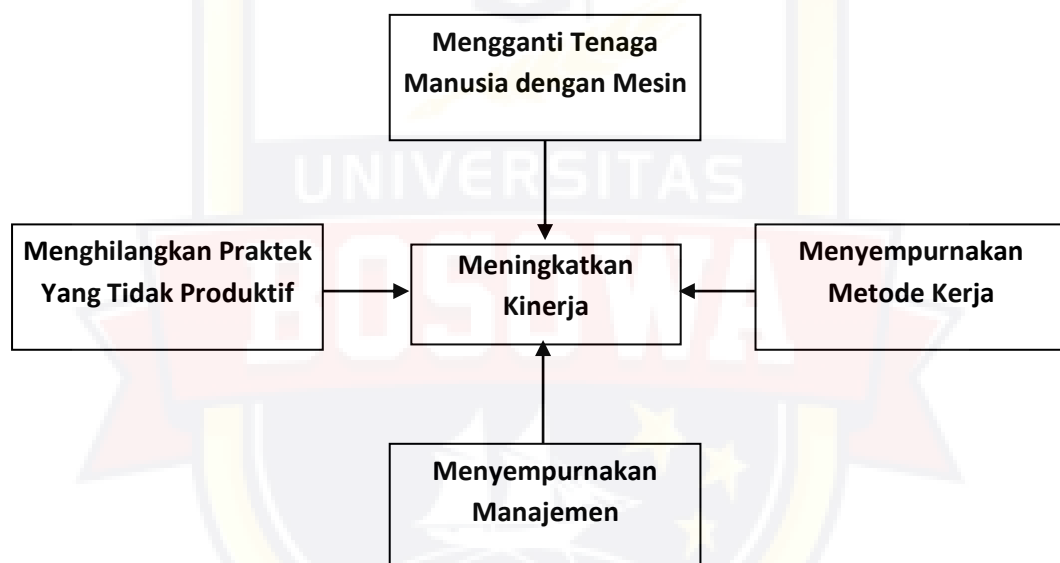 Mengganti Tenaga
Manusia dengan Mesin
UNIVERSITAS
Menghilangkan Praktek
Yang Tidak Produktif
Meningkatkan
Kinerja
Menyempurnakan
Metode Kerja
BOSOWA
Menyempurnakan
Manajemen